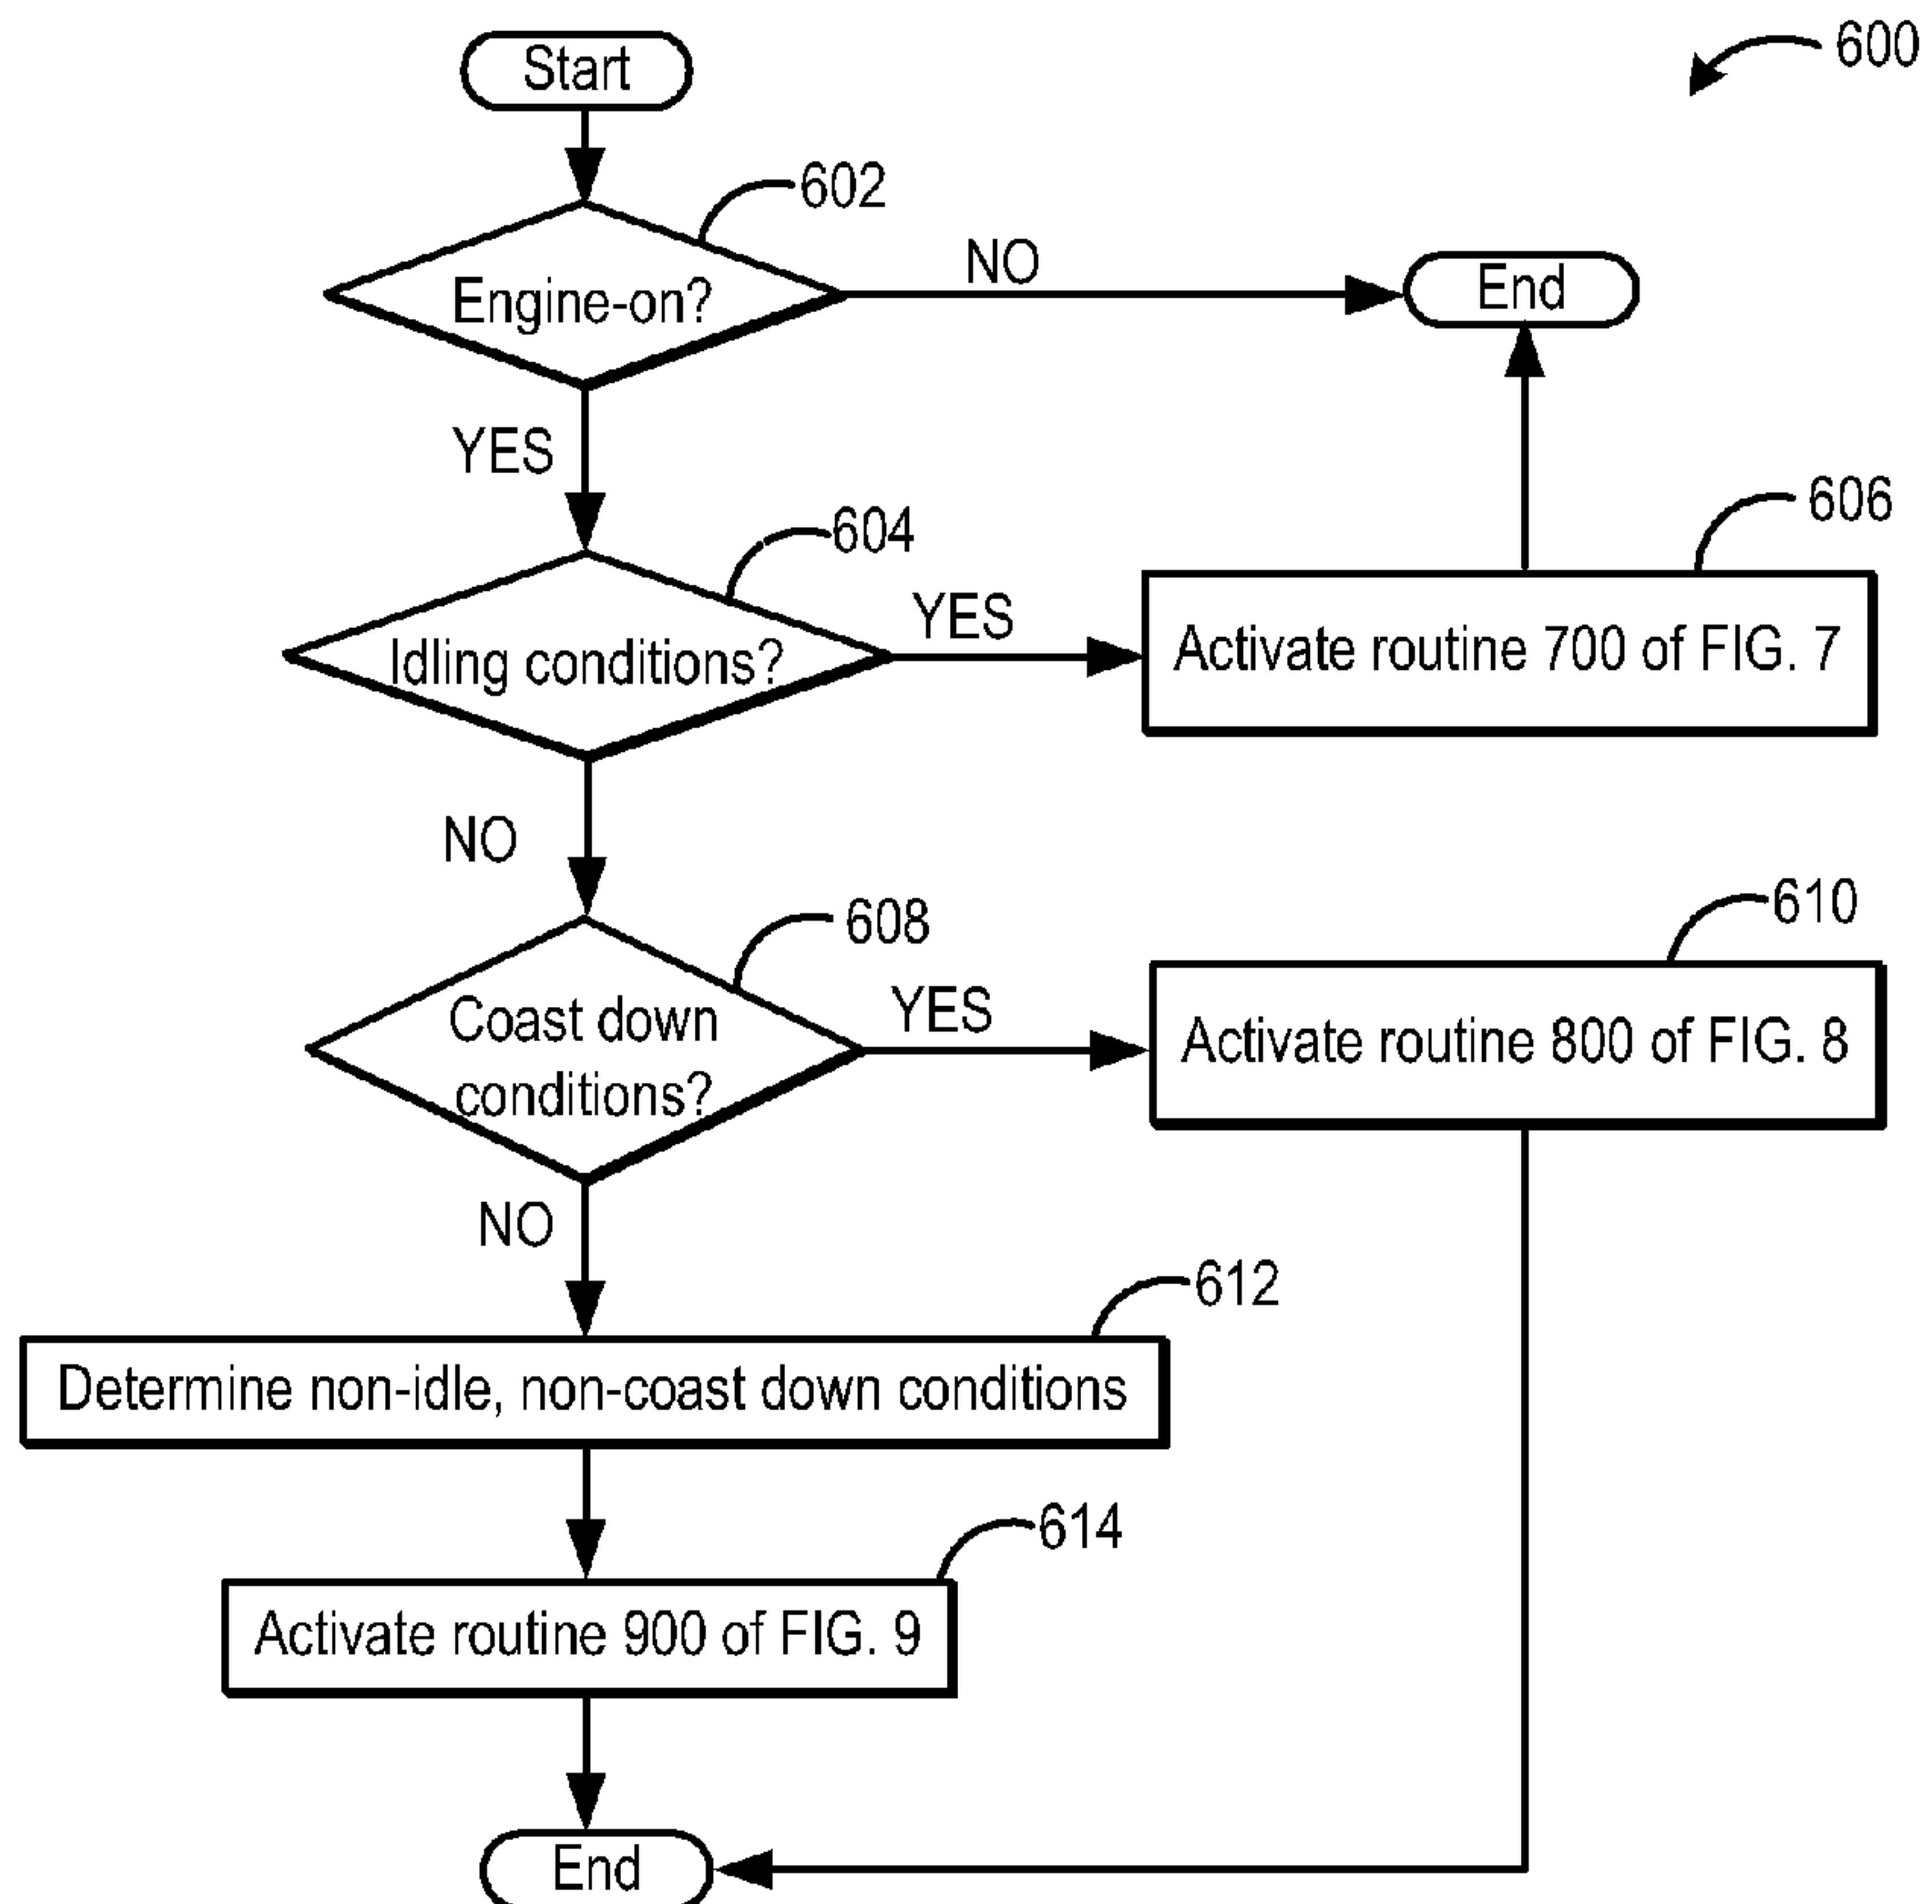 Start
600
602
Engine-on?
NO
End
YES
604
Idling conditions?
YES
606
Activate routine 700 of FIG. 7
NO
608
Coast down
conditions?
YES
610
Activate routine 800 of FIG. 8
NO
612
Determine non-idle, non-coast down conditions
614
Activate routine 900 of FIG. 9
End